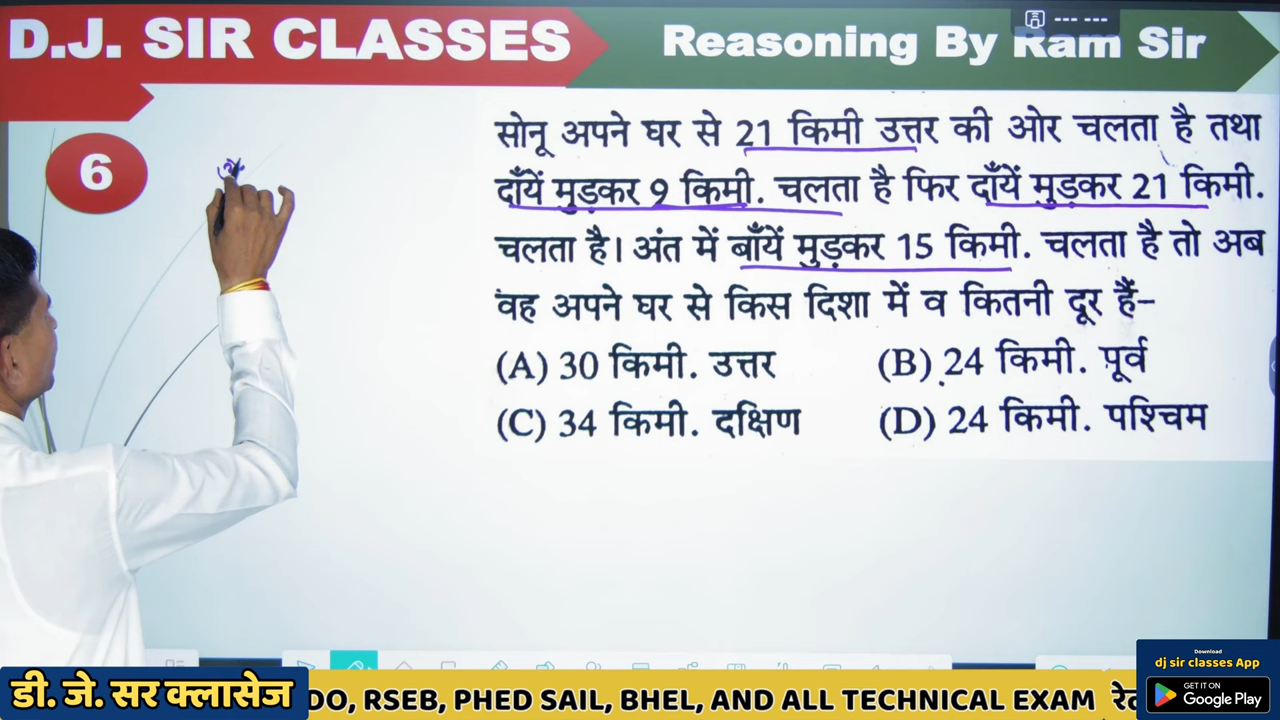 D.J. SIR CLASSES
Reasoning By Ram Sir
6
सोनू अपने घर से 21 किमी उत्तर की ओर चलता है तथा
दाँयें मुड़कर 9 किमी. चलता है फिर दाँयें मुड़कर 21 किमी.
चलता है। अंत में बाँयें मुड़कर 15 किमी. चलता है तो अब
वह अपने घर से किस दिशा में व कितनी दूर हैं–
(A) 30 किमी. उत्तर (B) 24 किमी. पूर्व
(C) 34 किमी. दक्षिण (D) 24 किमी. पश्चिम
डी. जे. सर क्लासेज
DO, RSEB, PHED SAIL, BHEL, AND ALL TECHNICAL EXAM
Download
dj sir classes App
GET IT ON
Google Play